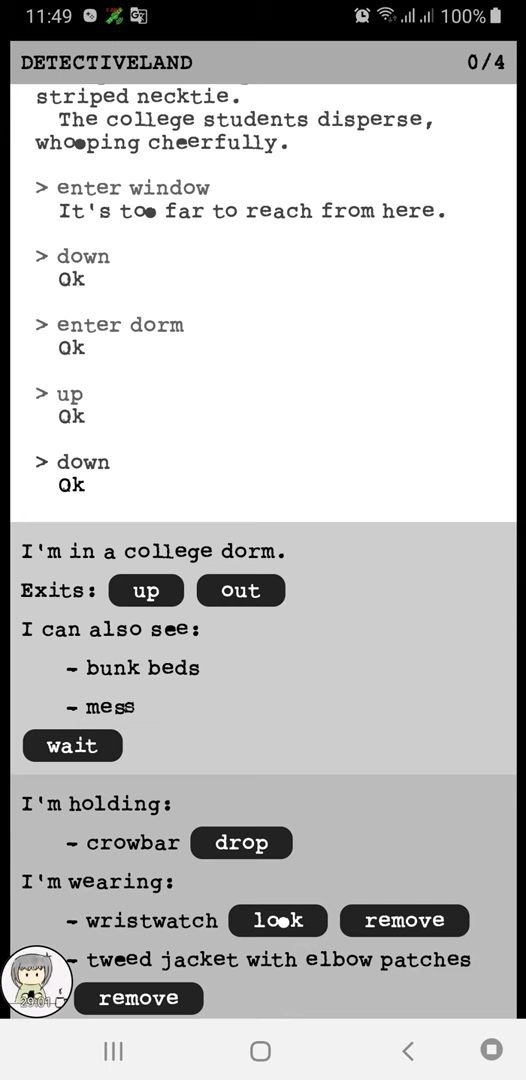 11:49
100%
DETECTIVELAND 0/4
striped necktie.
The college students disperse,
whooping cheerfully.
> enter window
It's too far to reach from here.
> down
Ok
> enter dorm
Ok
> up
Ok
> down
Ok
I'm in a college dorm.
Exits: up out
I can also see:
- bunk beds
- mess
wait
I'm holding:
- crowbar drop
I'm wearing:
- wristwatch look remove
- tweed jacket with elbow patches
29:01
remove